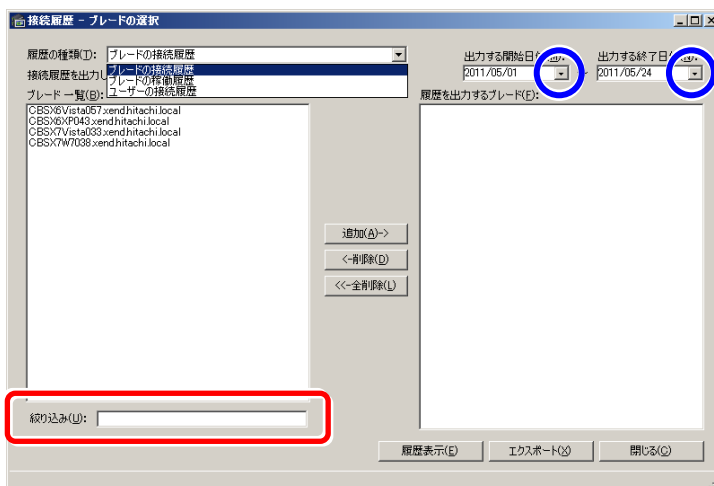 接続履歴 - ブレードの選択
履歴の種類(T): ブレードの接続履歴
ブレードの接続履歴
ブレードの稼働履歴
ユーザーの接続履歴
出力する開始日
出力する終了日
接続履歴を出力し
2011/05/01 ~ 2011/05/24
ブレード一覧(B):
履歴を出力するブレード(F):
CBSX6Vista057.xend.hitachi.local
CBSX6XP043.xend.hitachi.local
CBSX7Vista033.xend.hitachi.local
CBSX7W7038.xend.hitachi.local
追加(A)->
<-削除(D)
<<-全削除(L)
絞り込み(U):
履歴表示(E) エクスポート(X) 閉じる(C)